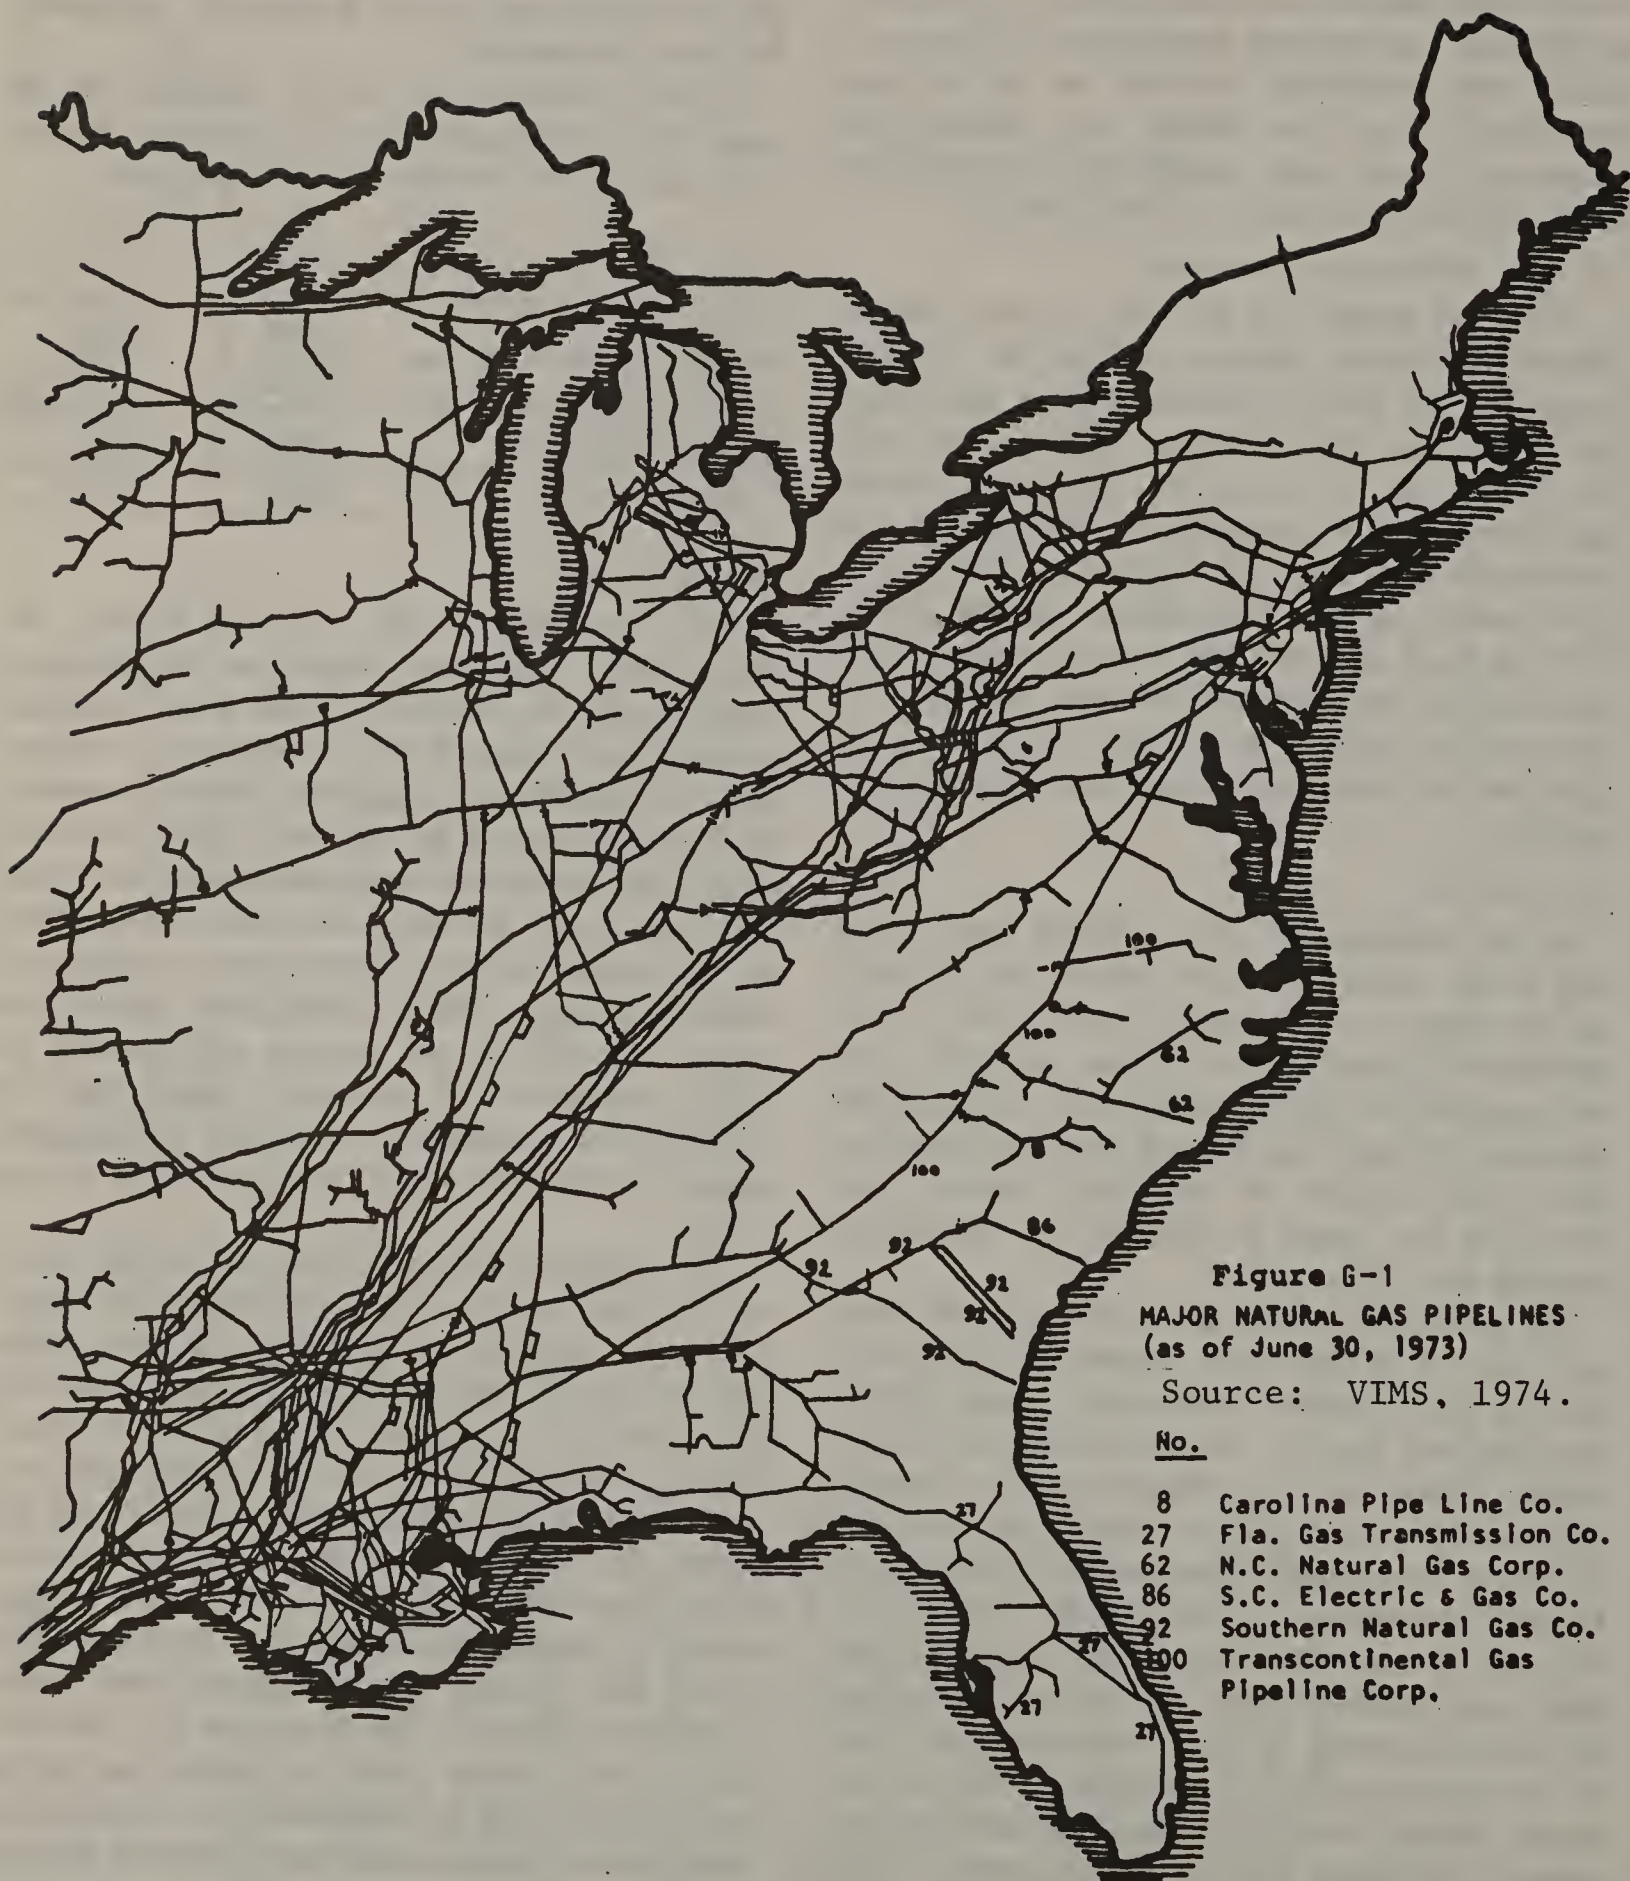 100
100
62
62
8
100
86
92
92
92
92
92
Figure G-1
MAJOR NATURAL GAS PIPELINES
(as of June 30, 1973)
Source: VIMS, 1974.
No.
8 Carolina Pipe Line Co.
27 Fla. Gas Transmission Co.
62 N.C. Natural Gas Corp.
86 S.C. Electric & Gas Co.
92 Southern Natural Gas Co.
100 Transcontinental Gas
Pipeline Corp.
27
27
27
27